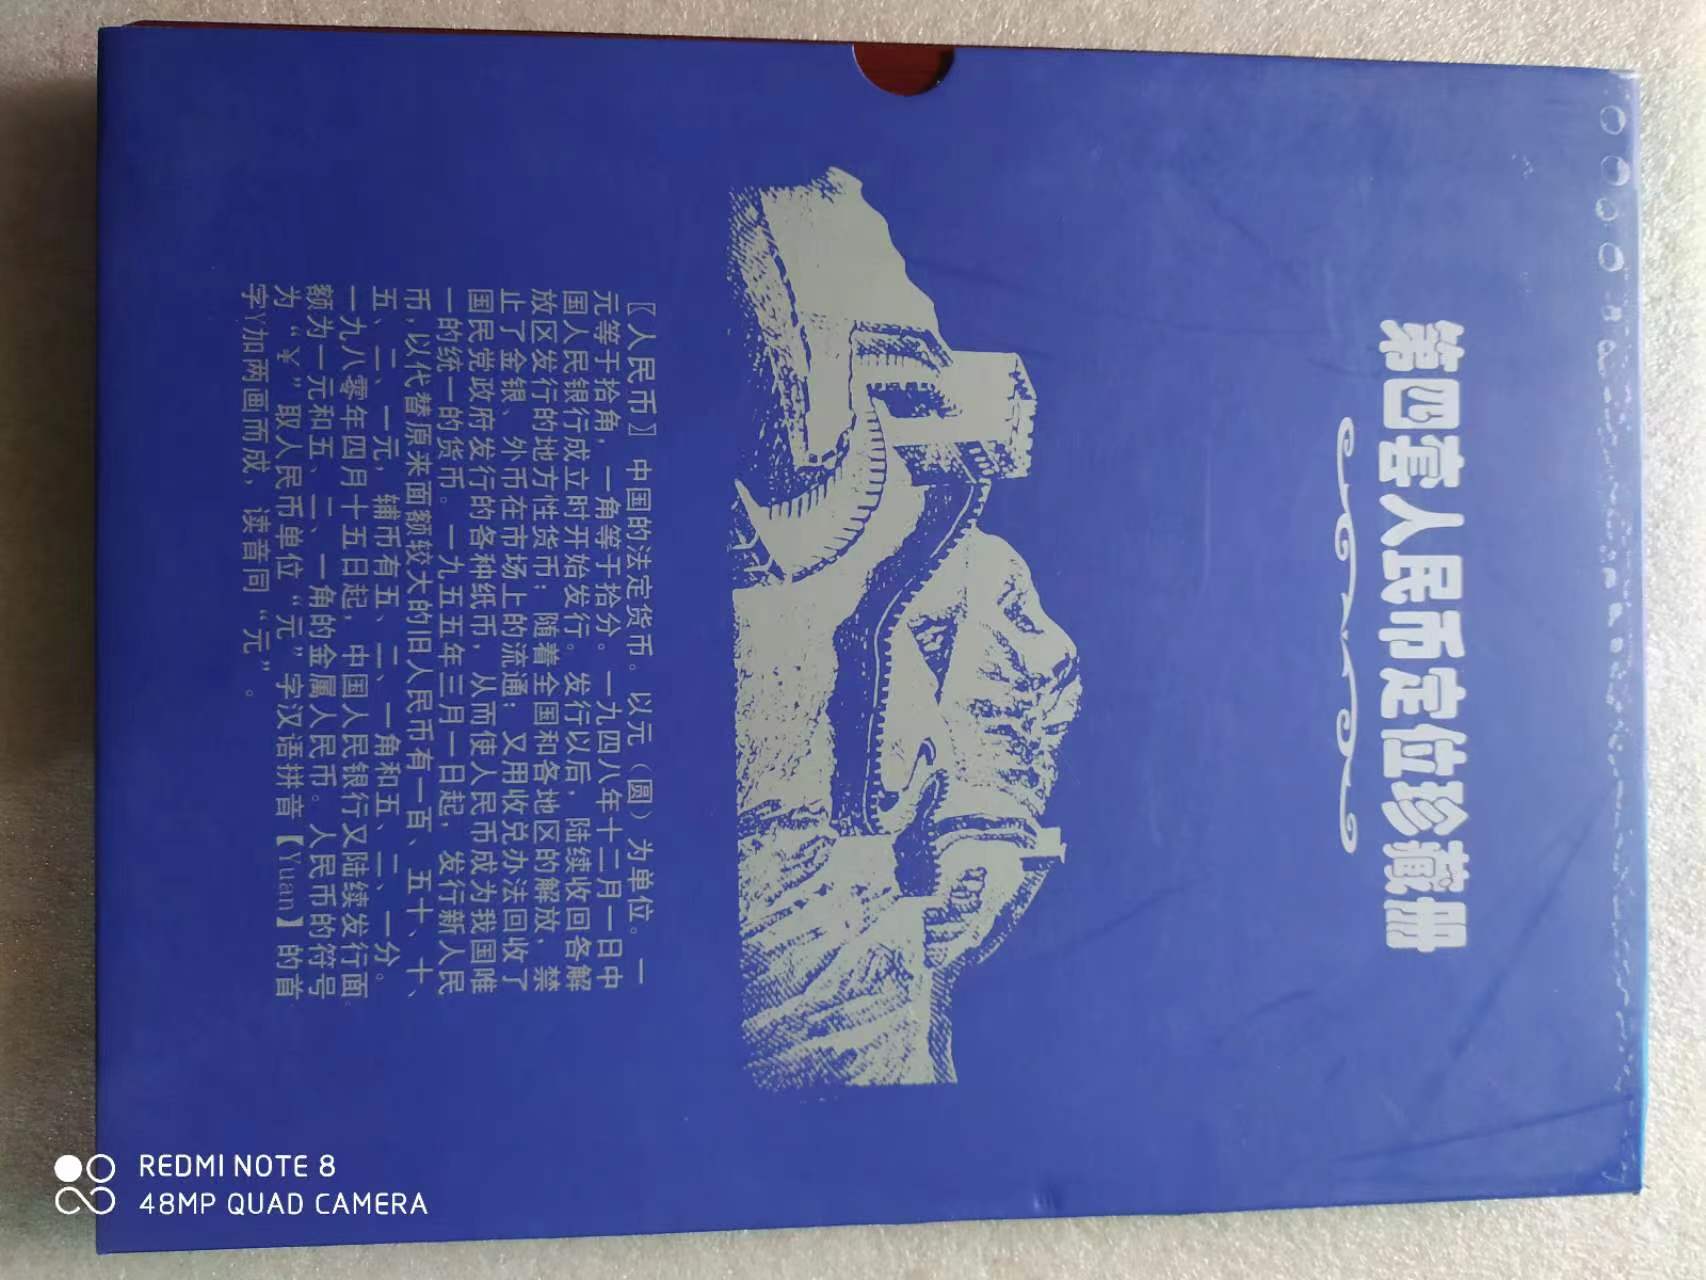 第四套人民币定位珍藏册
〖人民币〗中国的法定货币。以元（圆）为单位。一
元等于拾角，一角等于拾分。一九四八年十二月一日中
国人民银行成立时开始发行。发行以后，陆续收回各解
放区发行的地方性货币；随着全国和各地区的解放，禁
止了金银、外币在市场上的流通；又用收兑办法回收了
国民党政府发行的各种纸币，从而使人民币成为我国唯
一的统一的货币。一九五五年三月一日起，发行新人民
币，以代替原来面额较大的旧人民币有一百、五十、十、
五、二、一元，辅币有五、二、一角和五、二、一分。
一九八零年四月十五日起，中国人民银行又陆续发行面
额为一元和五、二、一角的金属人民币。人民币的符号
为“￥”取人民币单位“元”字汉语拼音【Yuan】的首
字Y加两画而成，读音同“元”。
REDMI NOTE 8
48MP QUAD CAMERA